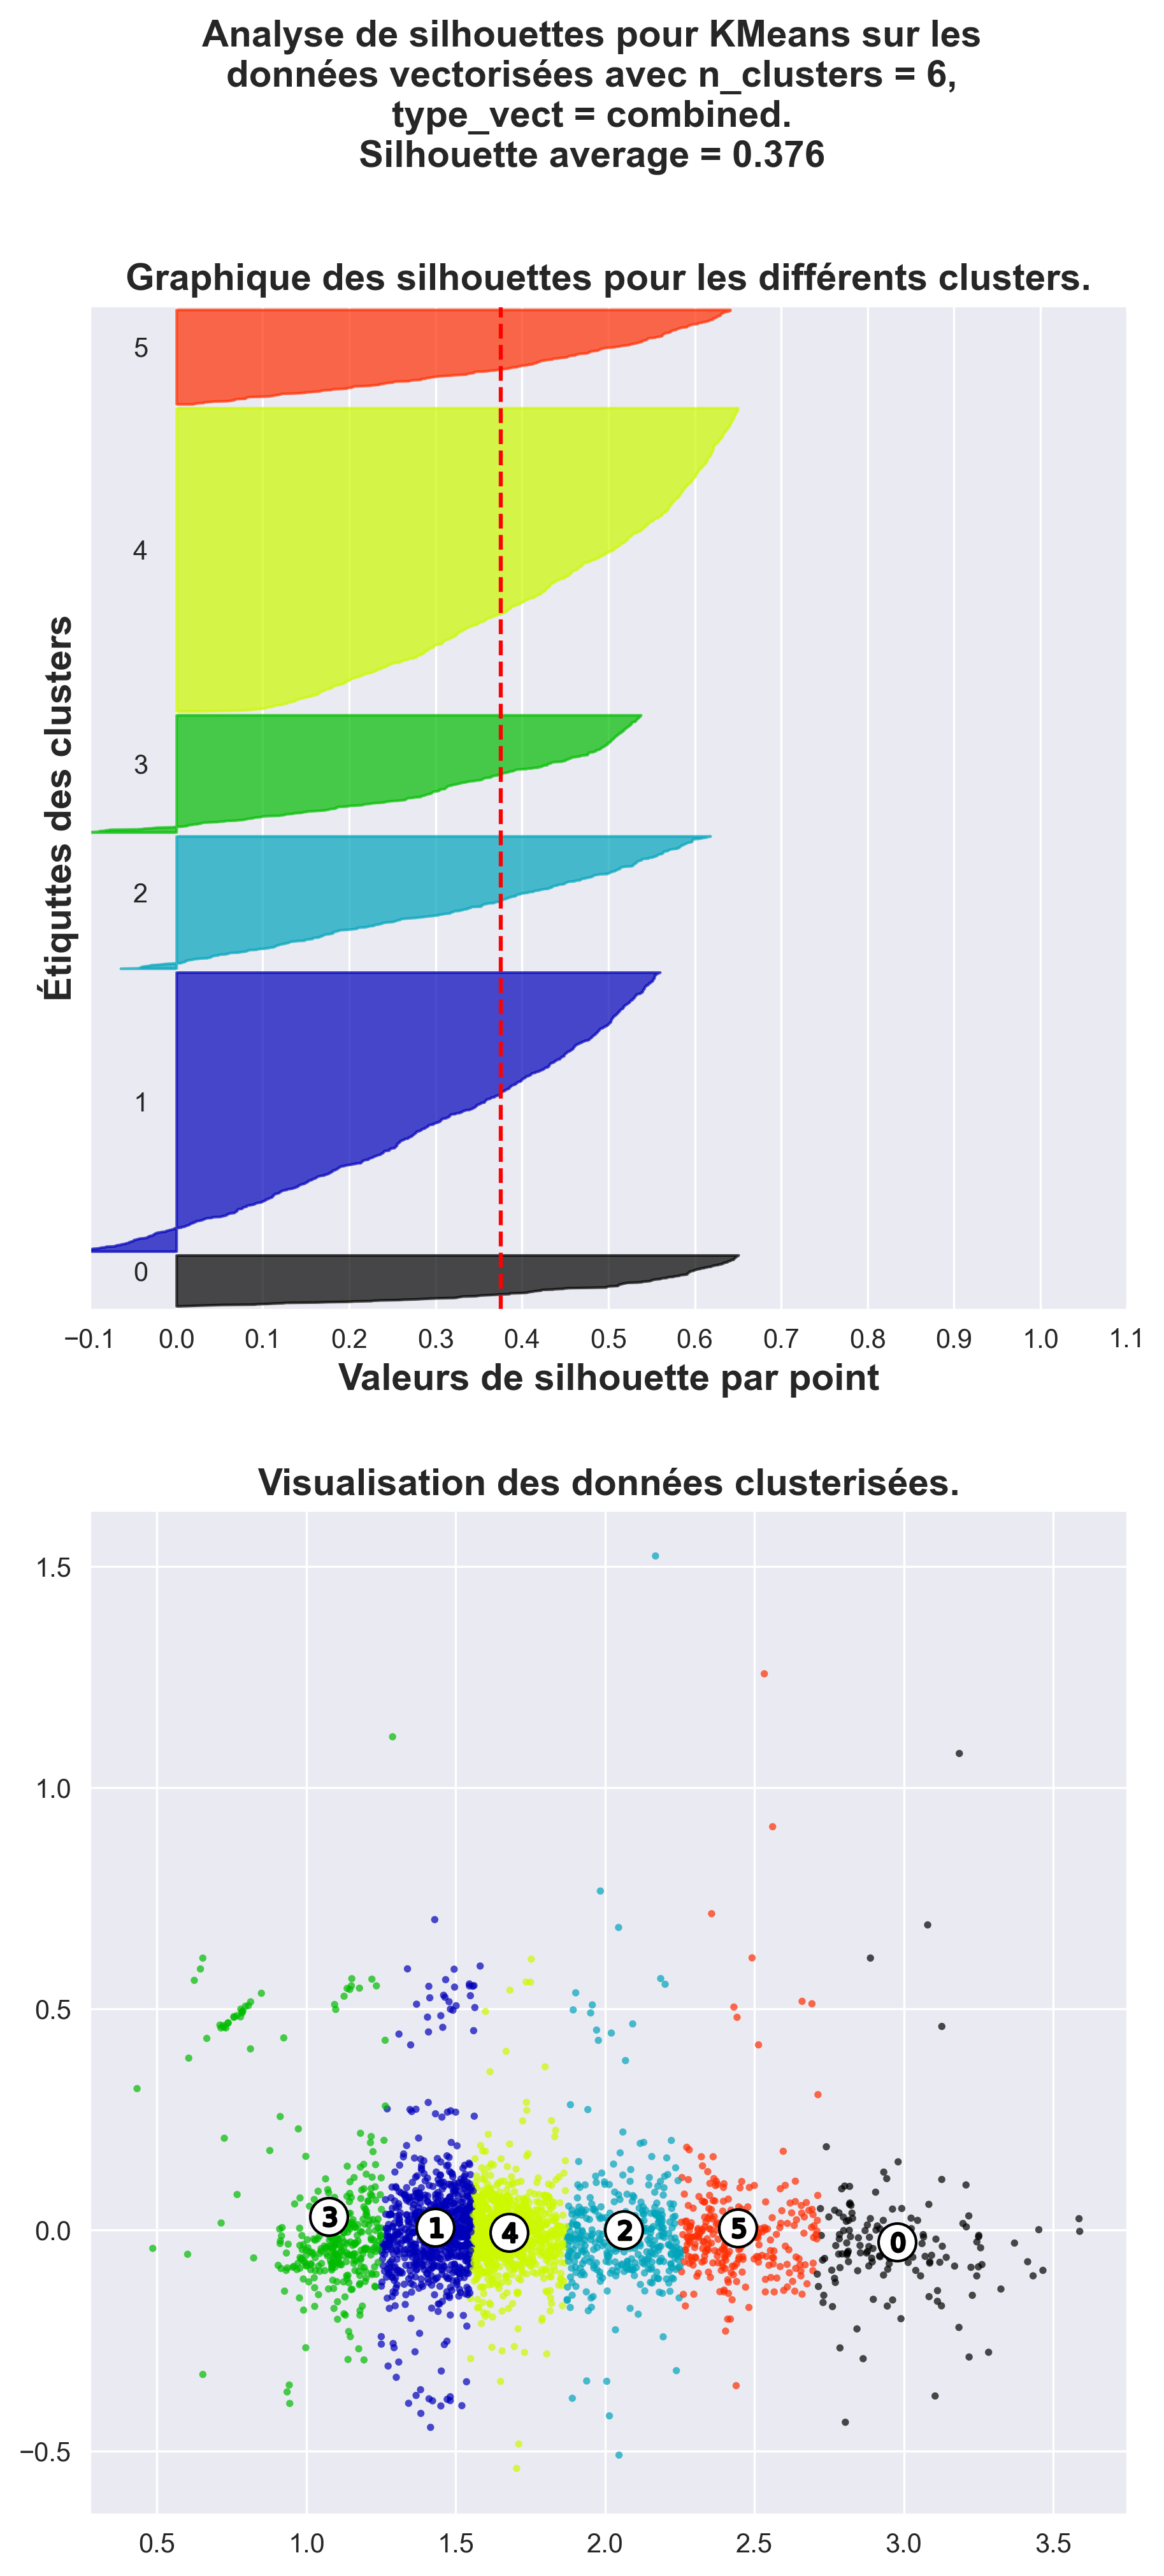 Analyse de silhouettes pour KMeans sur les
données vectorisées avec n_clusters = 6,
type_vect = combined.
Silhouette average = 0.376
Graphique des silhouettes pour les différents clusters.
5
4
3
2
1
0
Étiquttes des clusters
−0.1 0.0 0.1 0.2 0.3 0.4 0.5 0.6 0.7 0.8 0.9 1.0 1.1
Valeurs de silhouette par point
Visualisation des données clusterisées.
1.5
1.0
0.5
0.0
−0.5
3 1 4 2 5 0
0.5 1.0 1.5 2.0 2.5 3.0 3.5